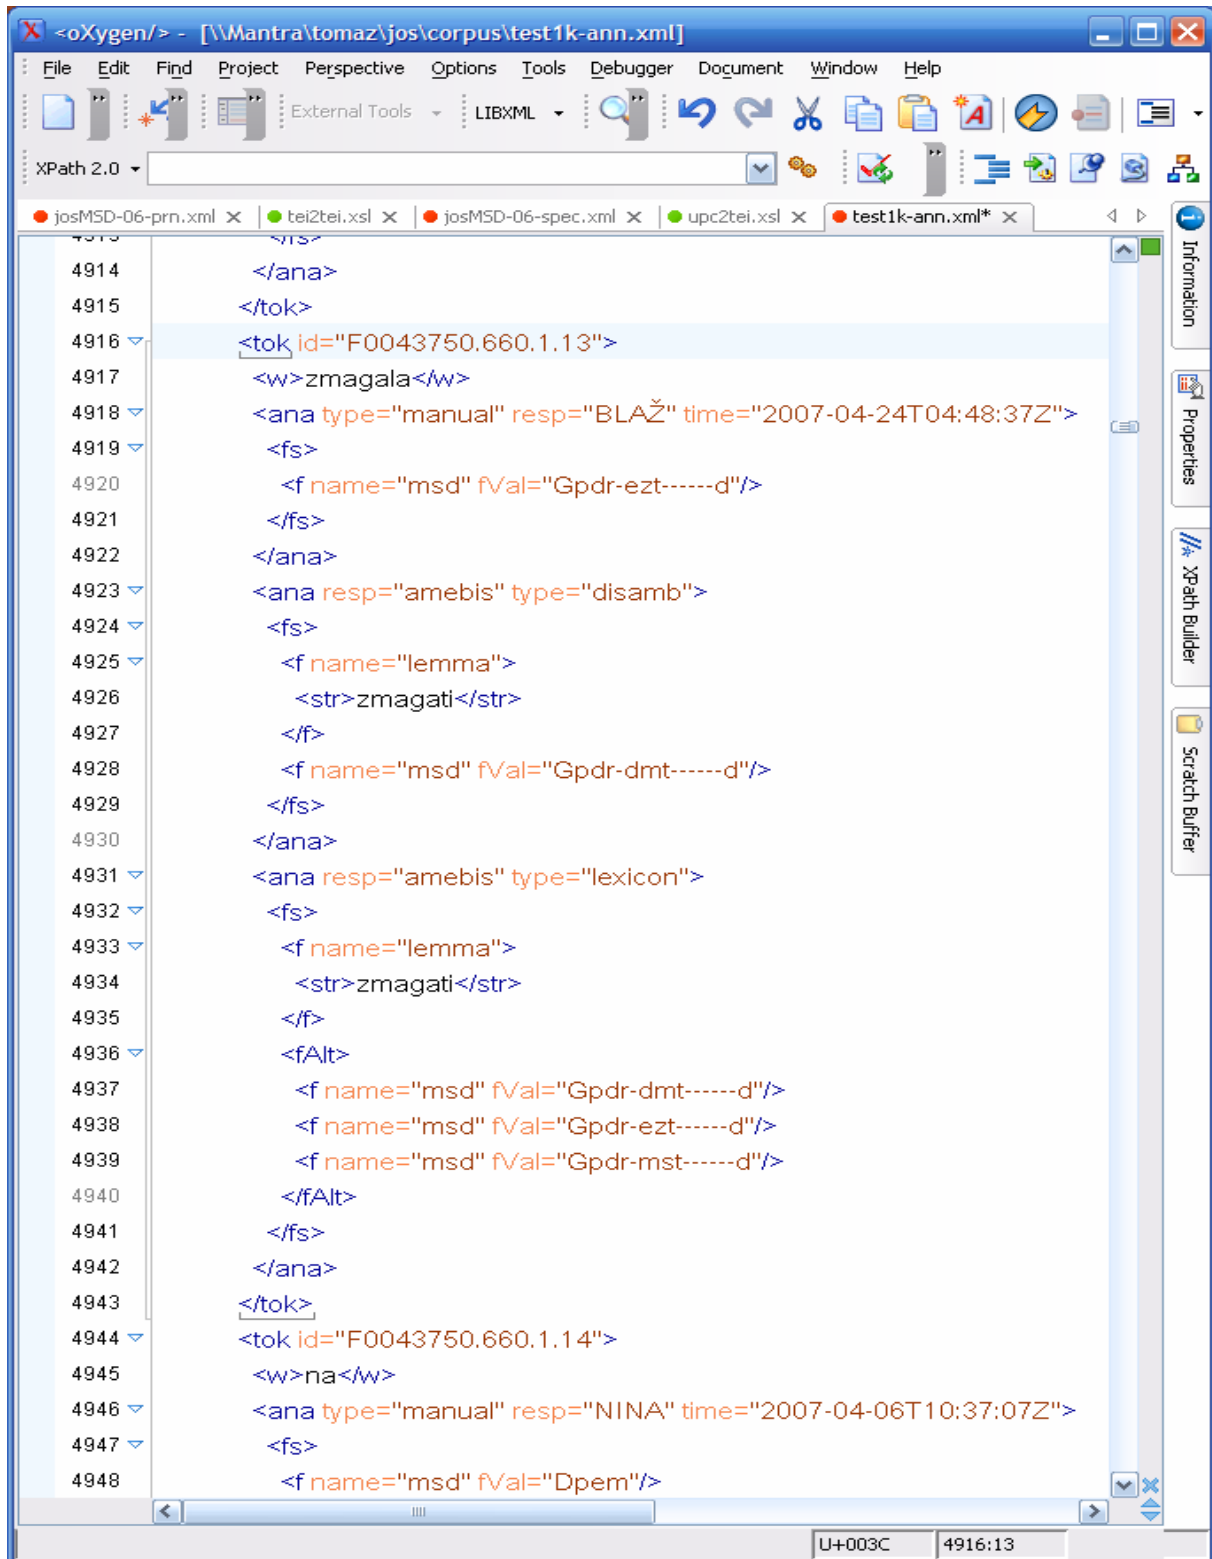 <oXygen/> - [\\Mantra\tomaz\jos\corpus\test1k-ann.xml]
File Edit Find Project Perspective Options Tools Debugger Document Window Help
External Tools LIBXML
XPath 2.0
josMSD-06-prn.xml tei2tei.xsl josMSD-06-spec.xml upc2tei.xsl test1k-ann.xml*
4913 </fs>
4914 </ana>
4915 </tok>
4916 <tok id="F0043750.660.1.13">
4917 <w>zmagala</w>
4918 <ana type="manual" resp="BLAŽ" time="2007-04-24T04:48:37Z">
4919 <fs>
4920 <f name="msd" fVal="Gpdr-ezt------d"/>
4921 </fs>
4922 </ana>
4923 <ana resp="amebis" type="disamb">
4924 <fs>
4925 <f name="lemma">
4926 <str>zmagati</str>
4927 </f>
4928 <f name="msd" fVal="Gpdr-dmt------d"/>
4929 </fs>
4930 </ana>
4931 <ana resp="amebis" type="lexicon">
4932 <fs>
4933 <f name="lemma">
4934 <str>zmagati</str>
4935 </f>
4936 <fAlt>
4937 <f name="msd" fVal="Gpdr-dmt------d"/>
4938 <f name="msd" fVal="Gpdr-ezt------d"/>
4939 <f name="msd" fVal="Gpdr-mst------d"/>
4940 </fAlt>
4941 </fs>
4942 </ana>
4943 </tok>
4944 <tok id="F0043750.660.1.14">
4945 <w>na</w>
4946 <ana type="manual" resp="NINA" time="2007-04-06T10:37:07Z">
4947 <fs>
4948 <f name="msd" fVal="Dpem"/>
Information
Properties
XPath Builder
Scratch Buffer
U+003C 4916:13